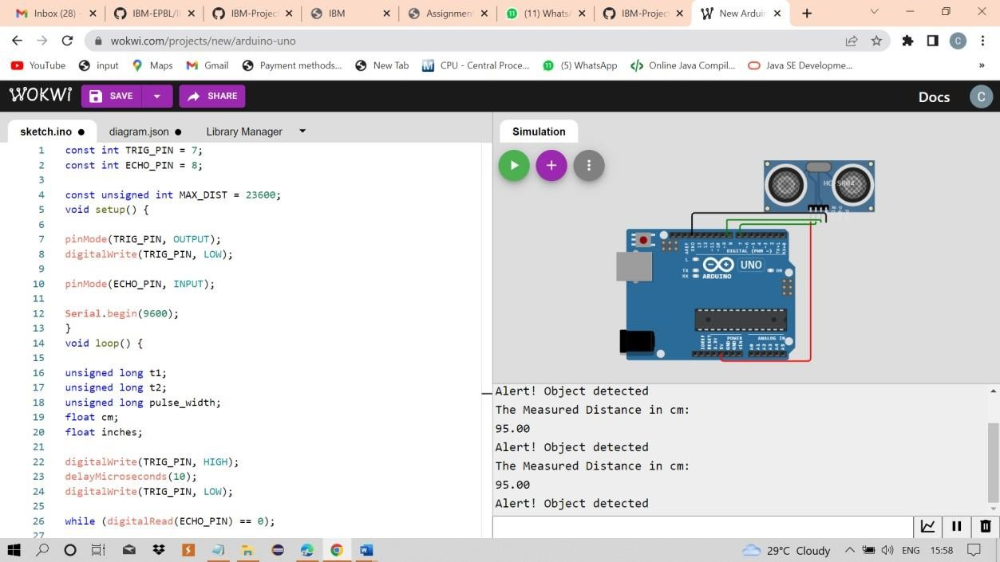 Inbox (28) -
IBM-EPBL/I
IBM-Projec
IBM
Assignmen
(11) Whats
IBM-Projec
New Ardui
wokwi.com/projects/new/arduino-uno
C
YouTube
input
Maps
Gmail
Payment methods...
New Tab
CPU - Central Proce...
(5) WhatsApp
Online Java Compil...
Java SE Developme...
»
WOKWI
SAVE
SHARE
Docs
C
sketch.ino ●
diagram.json ●
Library Manager
Simulation
1 const int TRIG_PIN = 7;
2 const int ECHO_PIN = 8;
3
4 const unsigned int MAX_DIST = 23600;
5 void setup() {
6
7 pinMode(TRIG_PIN, OUTPUT);
8 digitalWrite(TRIG_PIN, LOW);
9
10 pinMode(ECHO_PIN, INPUT);
11
12 Serial.begin(9600);
13 }
14 void loop() {
15
16 unsigned long t1;
17 unsigned long t2;
18 unsigned long pulse_width;
19 float cm;
20 float inches;
21
22 digitalWrite(TRIG_PIN, HIGH);
23 delayMicroseconds(10);
24 digitalWrite(TRIG_PIN, LOW);
25
26 while (digitalRead(ECHO_PIN) == 0);
27
HC-SR04
DIGITAL (PWM ~)
L
TX
RX
UNO
ON
ARDUINO
POWER
ANALOG IN
Alert! Object detected
The Measured Distance in cm:
95.00
Alert! Object detected
The Measured Distance in cm:
95.00
Alert! Object detected
29°C Cloudy
ENG
15:58